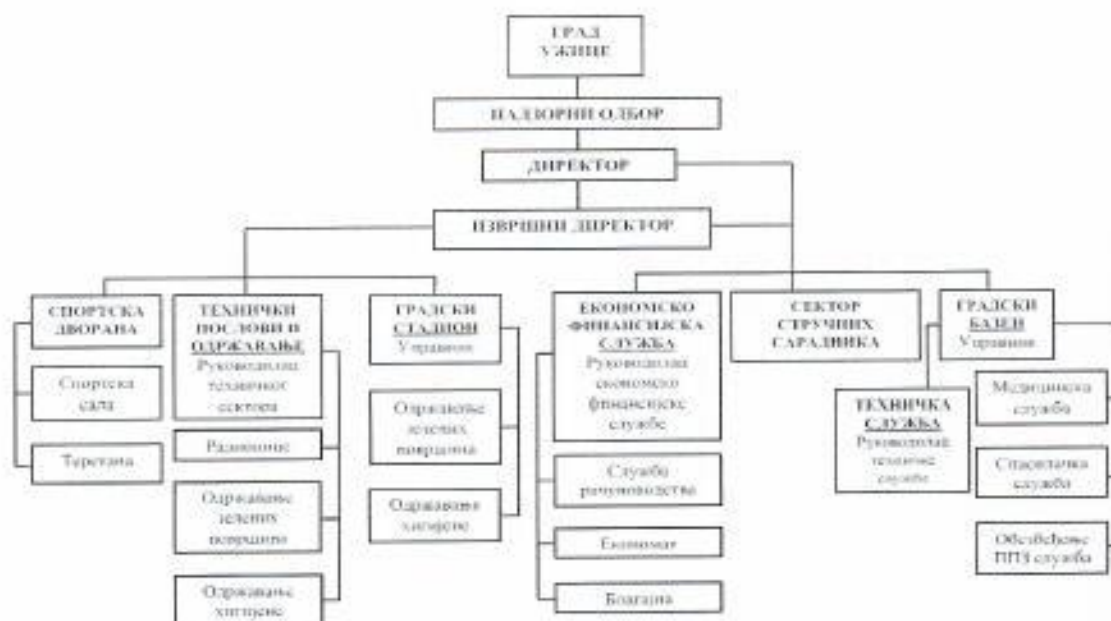 ГРАД
УЖИЦЕ
НАДЗОРНИ ОДБОР
ДИРЕКТОР
ИЗВРШНИ ДИРЕКТОР
СПОРТСКА
ДВОРАНА
Спортска
сала
Теретана
ТЕХНИЧКИ
ПОСЛОВИ И
ОДРЖАВАЊЕ
Руководилац
техничког
сектора
Радионице
Одржавање
зелених
површина
Одржавање
хигијене
ГРАДСКИ
СТАДИОН
Управник
Одржавање
зелених
површина
Одржавање
хигијене
ЕКОНОМСКО
ФИНАНСИЈСКА
СЛУЖБА
Руководилац
економско
финансијске
службе
Служба
рачуноводства
Економат
Благајна
СЕКТОР
СТРУЧНИХ
САРАДНИКА
ГРАДСКИ
БАЗЕН
Управник
ТЕХНИЧКА
СЛУЖБА
Руководилац
техничке
службе
Медицинска
служба
Спасилачка
служба
Обезбеђење
ППЗ служба